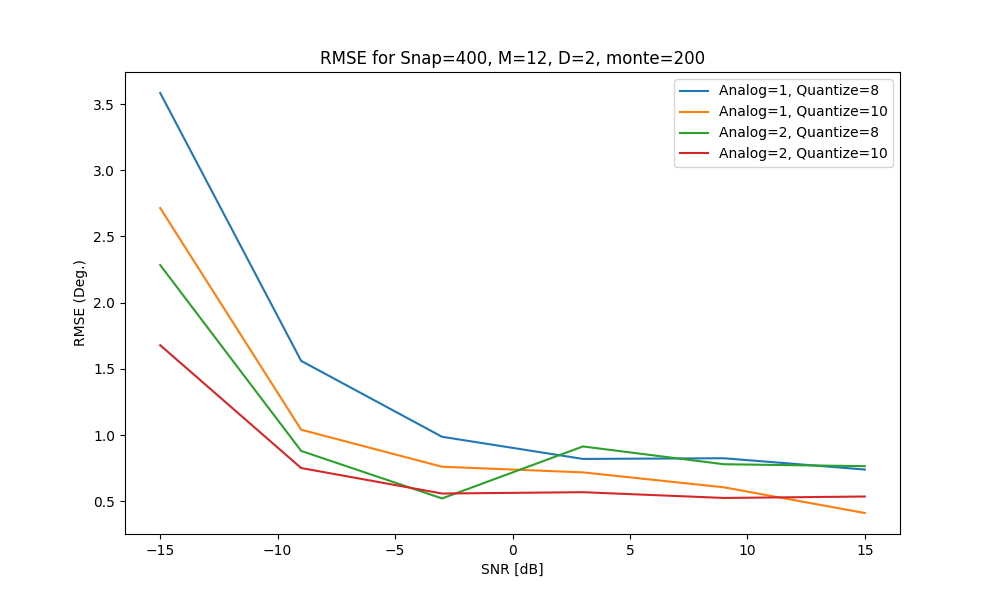 RMSE for Snap=400, M=12, D=2, monte=200
Analog=1, Quantize=8
Analog=1, Quantize=10
Analog=2, Quantize=8
Analog=2, Quantize=10
RMSE (Deg.)
3.5
3.0
2.5
2.0
1.5
1.0
0.5
−15 −10 −5 0 5 10 15
SNR [dB]